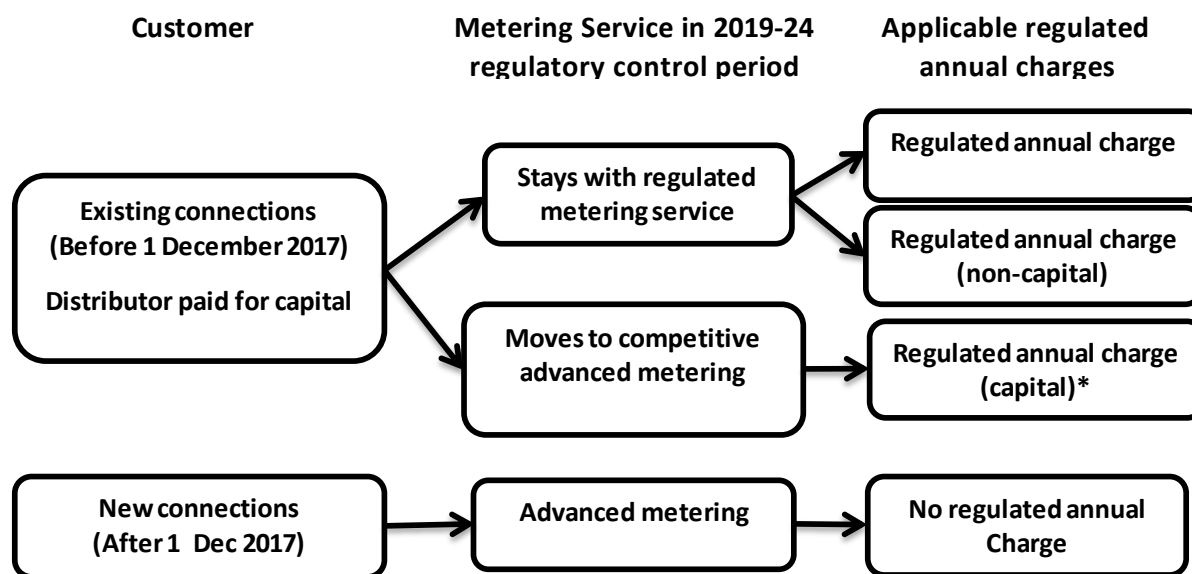 Customer
Metering Service in 2019-24
regulatory control period
Applicable regulated
annual charges
Existing connections
(Before 1 December 2017)
Distributor paid for capital
Stays with regulated
metering service
Regulated annual charge
Regulated annual charge
(non-capital)
Moves to competitive
advanced metering
Regulated annual charge
(capital)*
New connections
(After 1 Dec 2017)
Advanced metering
No regulated annual
Charge